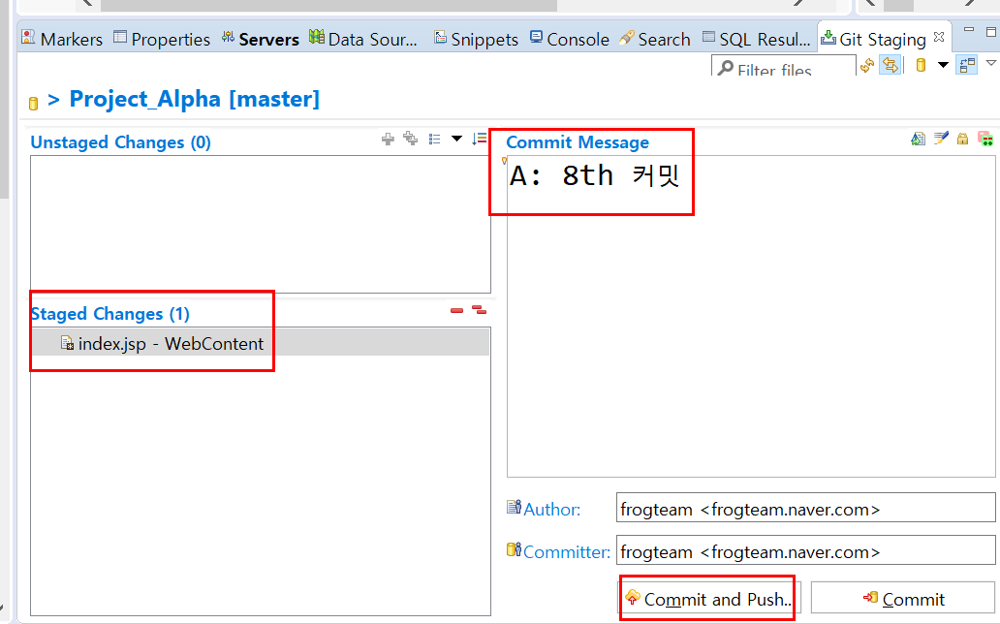 Markers Properties Servers Data Sour... Snippets Console Search SQL Resul... Git Staging
Filter files
> Project_Alpha [master]
Unstaged Changes (0)
Commit Message
A: 8th 커밋
Staged Changes (1)
index.jsp - WebContent
Author: frogteam <frogteam.naver.com>
Committer: frogteam <frogteam.naver.com>
Commit and Push..
Commit